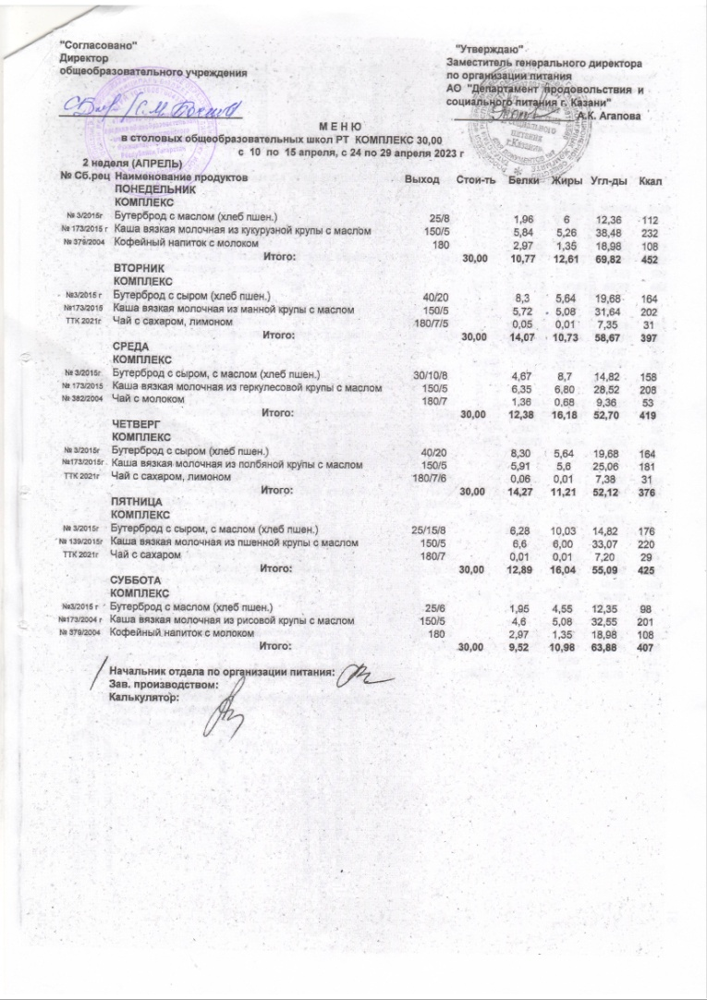 "Согласовано"
Директор
общеобразовательного учреждения
"Утверждаю"
Заместитель генерального директора
по организации питания
АО "Департамент продовольствия и
социального питания г. Казани"
А.К. Агапова
М Е Н Ю
в столовых общеобразовательных школ РТ КОМПЛЕКС 30,00
с 10 по 15 апреля, с 24 по 29 апреля 2023 г
2 неделя (АПРЕЛЬ)
№ Сб.рец Наименование продуктов Выход Стои-ть Белки Жиры Угл-ды Ккал
ПОНЕДЕЛЬНИК
КОМПЛЕКС
№ 3/2015г Бутерброд с маслом (хлеб пшен.) 25/8 1,96 6 12,36 112
№ 173/2015 г Каша вязкая молочная из кукурузной крупы с маслом 150/5 5,84 5,26 38,48 232
№ 379/2004 Кофейный напиток с молоком 180 2,97 1,35 18,98 108
Итого: 30,00 10,77 12,61 69,82 452
ВТОРНИК
КОМПЛЕКС
№3/2015 г Бутерброд с сыром (хлеб пшен.) 40/20 8,3 5,64 19,68 164
№173/2015 Каша вязкая молочная из манной крупы с маслом 150/5 5,72 5,08 31,64 202
ТТК 2021г Чай с сахаром, лимоном 180/7/5 0,05 0,01 7,35 31
Итого: 30,00 14,07 10,73 58,67 397
СРЕДА
КОМПЛЕКС
№ 3/2015г Бутерброд с сыром, с маслом (хлеб пшен.) 30/10/8 4,67 8,7 14,82 158
№ 173/2015 Каша вязкая молочная из геркулесовой крупы с маслом 150/5 6,35 6,80 28,52 208
№ 382/2004 Чай с молоком 180/7 1,36 0,68 9,36 53
Итого: 30,00 12,38 16,18 52,70 419
ЧЕТВЕРГ
КОМПЛЕКС
№ 3/2015г Бутерброд с сыром (хлеб пшен.) 40/20 8,30 5,64 19,68 164
№173/2015г Каша вязкая молочная из полбяной крупы с маслом 150/5 5,91 5,6 25,06 181
ТТК 2021г Чай с сахаром, лимоном 180/7/6 0,06 0,01 7,38 31
Итого: 30,00 14,27 11,21 52,12 376
ПЯТНИЦА
КОМПЛЕКС
№ 3/2015г Бутерброд с сыром, с маслом (хлеб пшен.) 25/15/8 6,28 10,03 14,82 176
№ 139/2015г Каша вязкая молочная из пшенной крупы с маслом 150/5 6,6 6,00 33,07 220
ТТК 2021г Чай с сахаром 180/7 0,01 0,01 7,20 29
Итого: 30,00 12,89 16,04 55,09 425
СУББОТА
КОМПЛЕКС
№3/2015 г Бутерброд с маслом (хлеб пшен.) 25/6 1,95 4,55 12,35 98
№173/2004 г Каша вязкая молочная из рисовой крупы с маслом 150/5 4,6 5,08 32,55 201
№ 379/2004 Кофейный напиток с молоком 180 2,97 1,35 18,98 108
Итого: 30,00 9,52 10,98 63,88 407
Начальник отдела по организации питания:
Зав. производством:
Калькулятор: